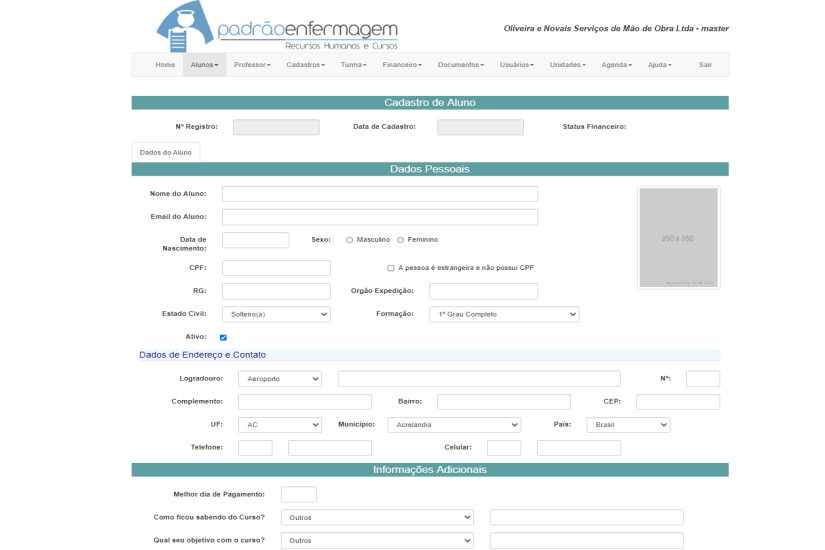 padrãoenfermagem
Recursos Humanos e Cursos
Oliveira e Novais Serviços de Mão de Obra Ltda - master
Home Alunos Professor Cadastros Turma Financeiro Documentos Usuários Unidades Agenda Ajuda Sair
Cadastro de Aluno
Nº Registro: Data de Cadastro: Status Financeiro:
Dados do Aluno
Dados Pessoais
Nome do Aluno:
Email do Aluno:
250 x 350
Data de Nascimento: Sexo: Masculino Feminino
CPF: A pessoa é estrangeira e não possui CPF
RG: Orgão Expedição:
Estado Civil: Solteiro(a) Formação: 1º Grau Completo
Ativo:
Dados de Endereço e Contato
Logradouro: Aeroporto Nº:
Complemento: Bairro: CEP:
UF: AC Município: Acrelandia País: Brasil
Telefone: Celular:
Informações Adicionais
Melhor dia de Pagamento:
Como ficou sabendo do Curso? Outros
Qual seu objetivo com o curso? Outros